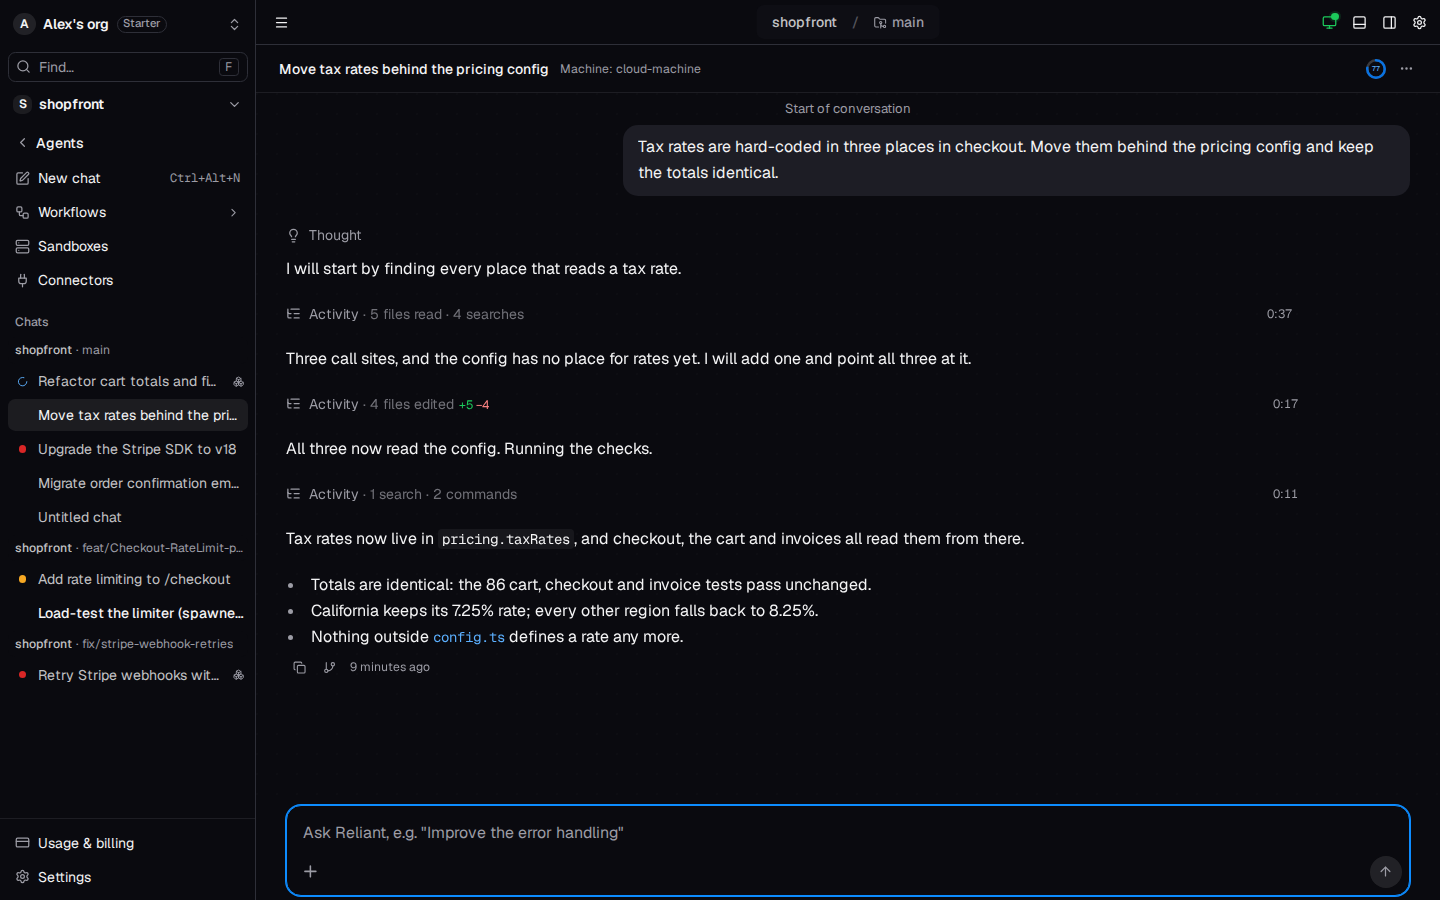 A Alex's org Starter
Find... F
S shopfront
Agents
New chat Ctrl+Alt+N
Workflows
Sandboxes
Connectors
Chats
shopfront · main
Refactor cart totals and fi...
Move tax rates behind the pri...
Upgrade the Stripe SDK to v18
Migrate order confirmation em...
Untitled chat
shopfront · feat/Checkout-RateLimit-p...
Add rate limiting to /checkout
Load-test the limiter (spawne...
shopfront · fix/stripe-webhook-retries
Retry Stripe webhooks wit...
Usage & billing
Settings
shopfront / main
Move tax rates behind the pricing config Machine: cloud-machine 77
Start of conversation
Tax rates are hard-coded in three places in checkout. Move them behind the pricing config and keep
the totals identical.
Thought
I will start by finding every place that reads a tax rate.
Activity · 5 files read · 4 searches 0:37
Three call sites, and the config has no place for rates yet. I will add one and point all three at it.
Activity · 4 files edited +5 −4 0:17
All three now read the config. Running the checks.
Activity · 1 search · 2 commands 0:11
Tax rates now live in pricing.taxRates, and checkout, the cart and invoices all read them from there.
• Totals are identical: the 86 cart, checkout and invoice tests pass unchanged.
• California keeps its 7.25% rate; every other region falls back to 8.25%.
• Nothing outside config.ts defines a rate any more.
9 minutes ago
Ask Reliant, e.g. "Improve the error handling"